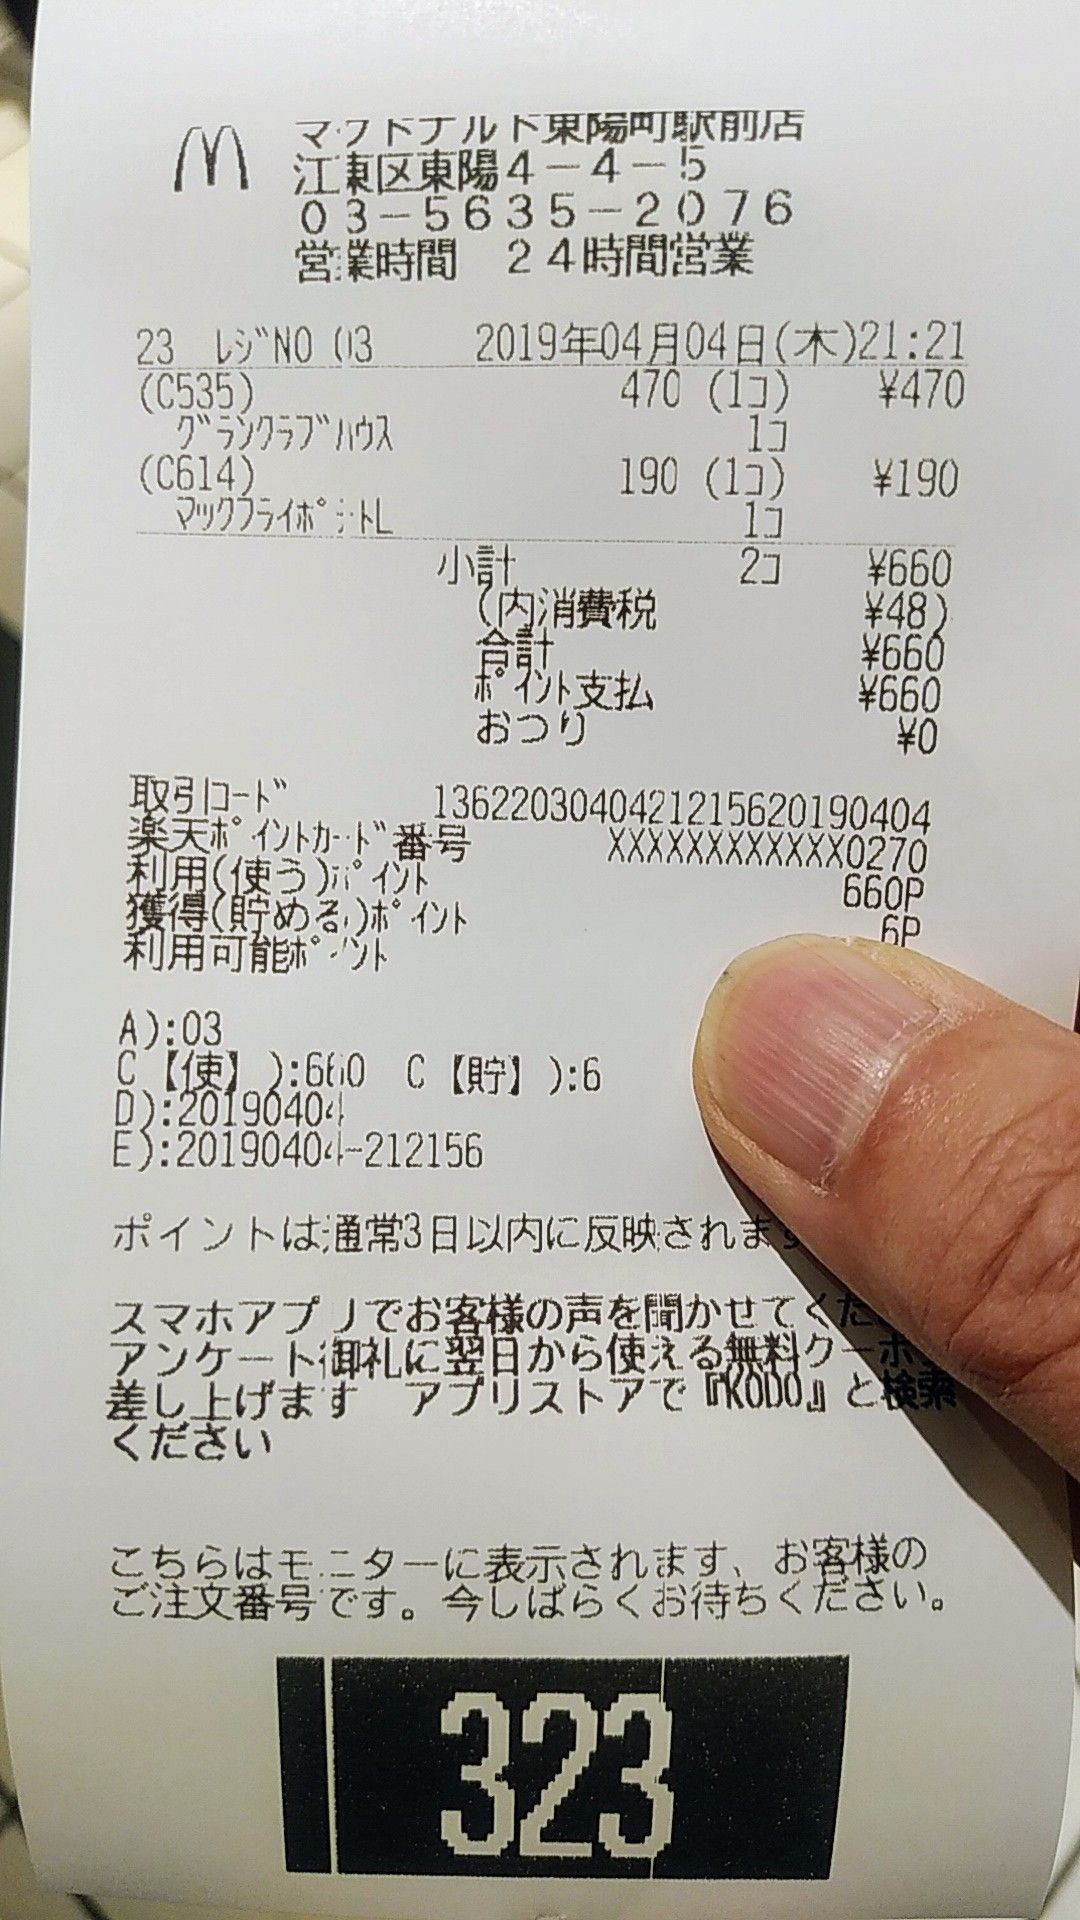 マクドナルド東陽町駅前店
江東区東陽4-4-5
03-5635-2076
営業時間 24時間営業
23 ﾚｼﾞNO 03 2019年04月04日(木)21:21
(C535) 470 (1コ) ¥470
ｸﾞﾗﾝｸﾗﾌﾞﾊｳｽ 1コ
(C614) 190 (1コ) ¥190
ﾏｯｸﾌﾗｲﾎﾟﾃﾄL 1コ
小計 2コ ¥660
(内消費税 ¥48)
合計 ¥660
ﾎﾟｲﾝﾄ支払 ¥660
おつり ¥0
取引ｺｰﾄﾞ 1362203040421215620190404
楽天ﾎﾟｲﾝﾄｶｰﾄﾞ番号 XXXXXXXXXXXX0270
利用(使う)ﾎﾟｲﾝﾄ 660P
獲得(貯める)ﾎﾟｲﾝﾄ 6P
利用可能ﾎﾟｲﾝﾄ
A):03
C【使】):660 C【貯】):6
D):20190404
E):20190404-212156
ポイントは通常3日以内に反映されます
スマホアプリでお客様の声を聞かせてくだ
アンケート御礼に翌日から使える無料クーポ
差し上げます アプリストアで『KODO』と検索
ください
こちらはモニターに表示されます、お客様の
ご注文番号です。今しばらくお待ちください。
323